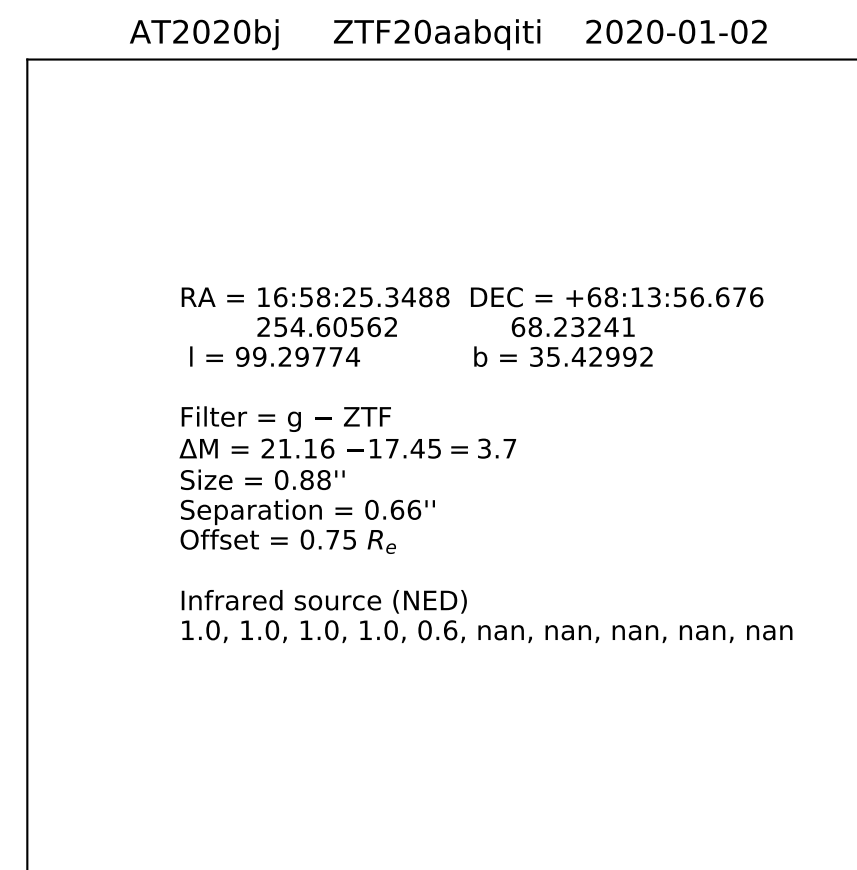 AT2020bj ZTF20aabqiti 2020-01-02
RA = 16:58:25.3488 DEC = +68:13:56.676
254.60562 68.23241
l = 99.29774 b = 35.42992
Filter = g − ZTF
ΔM = 21.16 −17.45 = 3.7
Size = 0.88''
Separation = 0.66''
Offset = 0.75 Re
Infrared source (NED)
1.0, 1.0, 1.0, 1.0, 0.6, nan, nan, nan, nan, nan